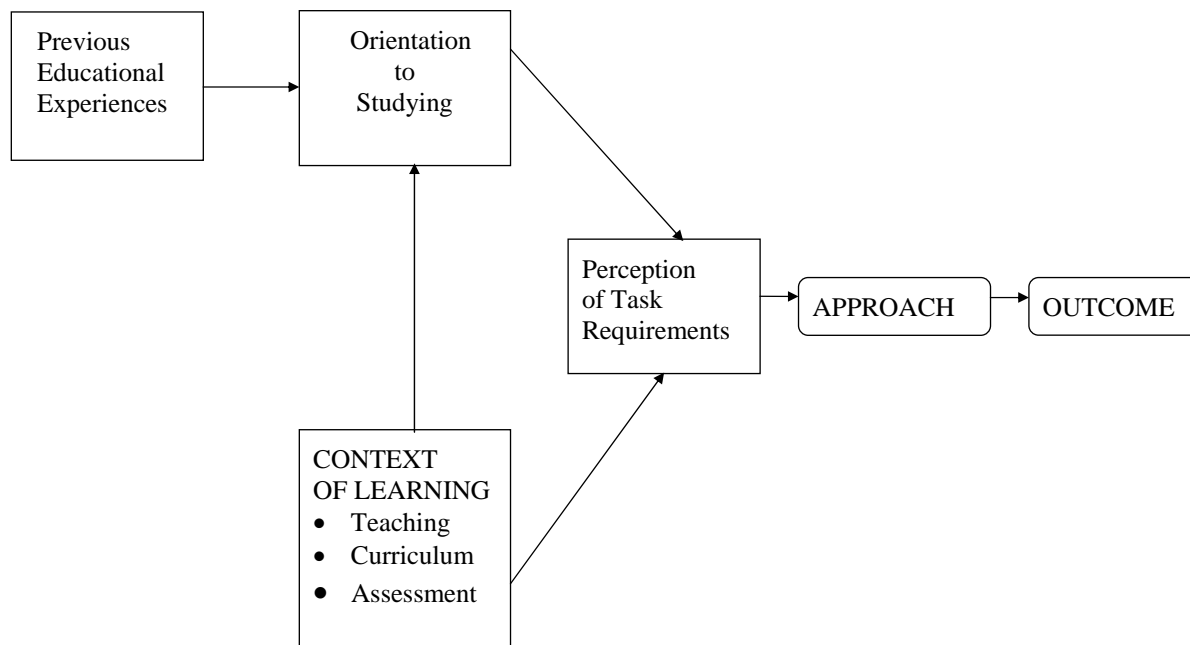 Previous
Educational
Experiences
Orientation
to
Studying
Perception
of Task
Requirements
APPROACH
OUTCOME
CONTEXT
OF LEARNING
• Teaching
• Curriculum
• Assessment